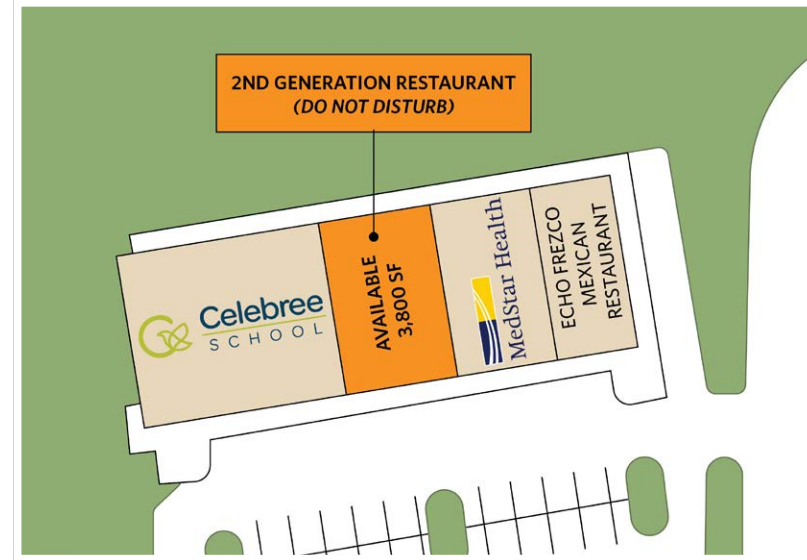 2ND GENERATION RESTAURANT
(DO NOT DISTURB)
Celebree
SCHOOL
AVAILABLE
3,800 SF
MedStar Health
ECHO FREZCO
MEXICAN
RESTAURANT